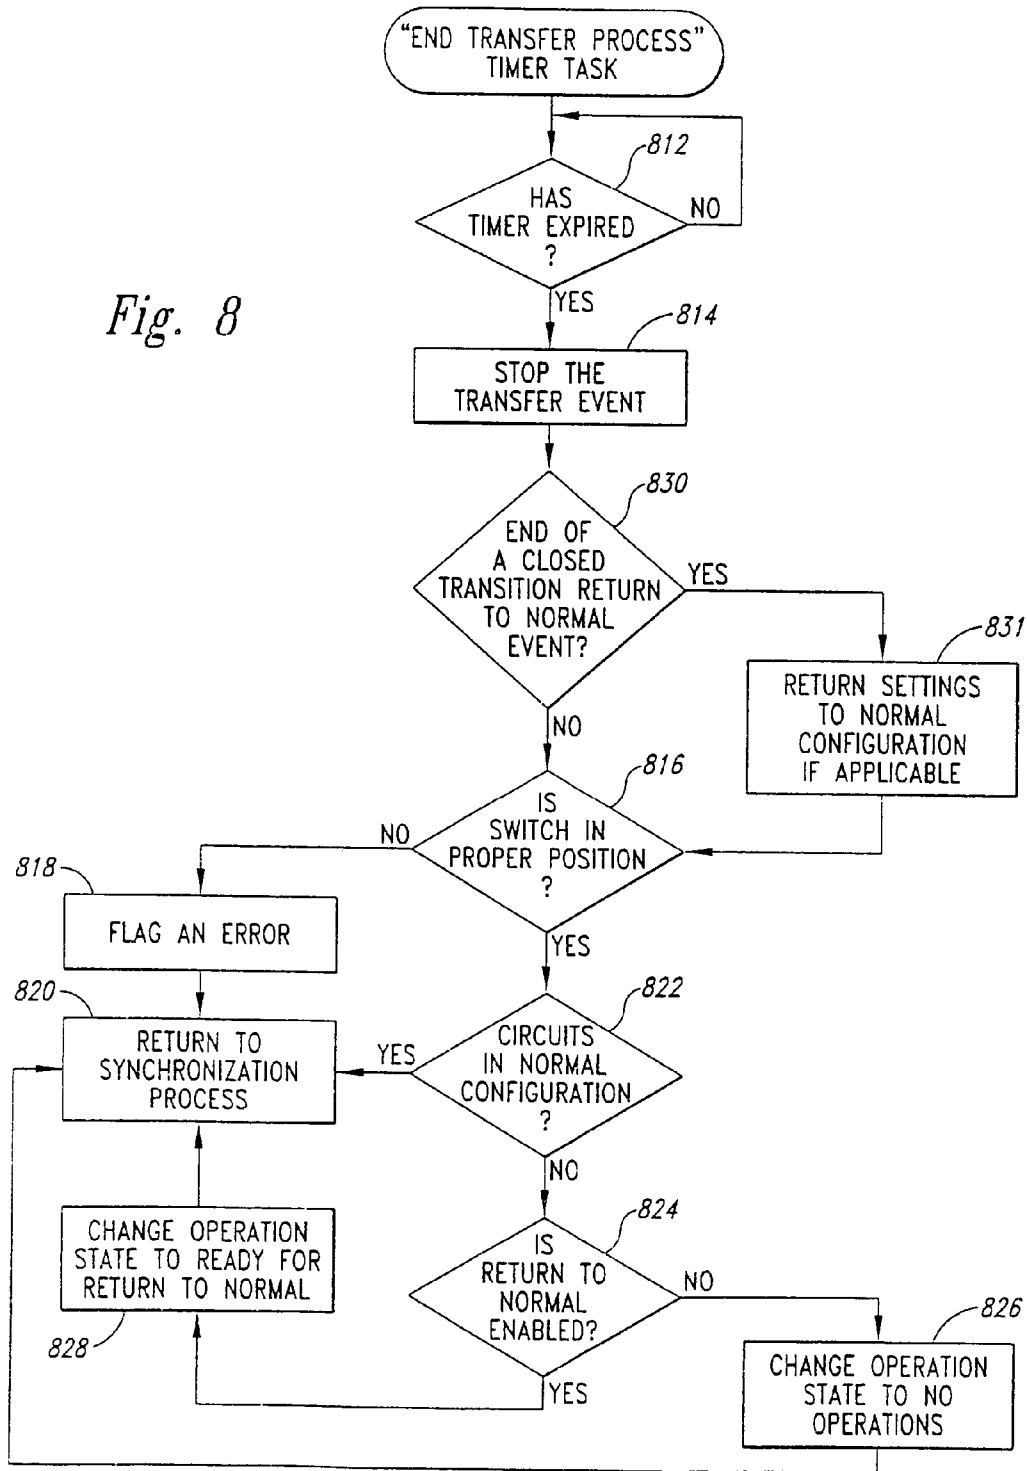 "END TRANSFER PROCESS"
TIMER TASK
812
HAS
TIMER EXPIRED
?
NO
YES
Fig. 8
814
STOP THE
TRANSFER EVENT
830
END OF
A CLOSED
TRANSITION RETURN
TO NORMAL
EVENT?
YES
NO
831
RETURN SETTINGS
TO NORMAL
CONFIGURATION
IF APPLICABLE
816
IS
SWITCH IN
PROPER POSITION
?
NO
YES
818
FLAG AN ERROR
820
RETURN TO
SYNCHRONIZATION
PROCESS
822
CIRCUITS
IN NORMAL
CONFIGURATION
?
YES
NO
824
IS
RETURN TO
NORMAL
ENABLED?
NO
YES
CHANGE OPERATION
STATE TO READY FOR
RETURN TO NORMAL
828
826
CHANGE OPERATION
STATE TO NO
OPERATIONS